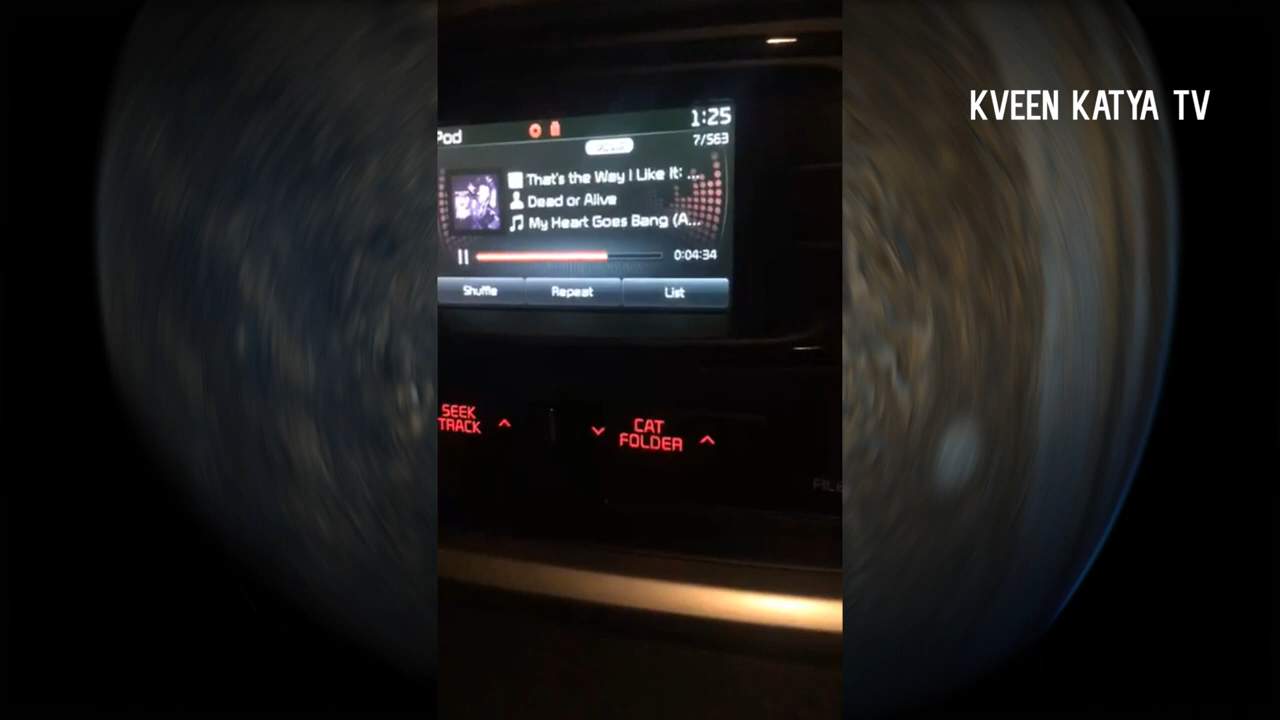 KVEEN KATYA TV
Pod
1:25
7/563
That's the Way I Like It: ...
Dead or Alive
My Heart Goes Bang (A...
0:04:34
Shuffle
Repeat
List
SEEK
TRACK
CAT
FOLDER